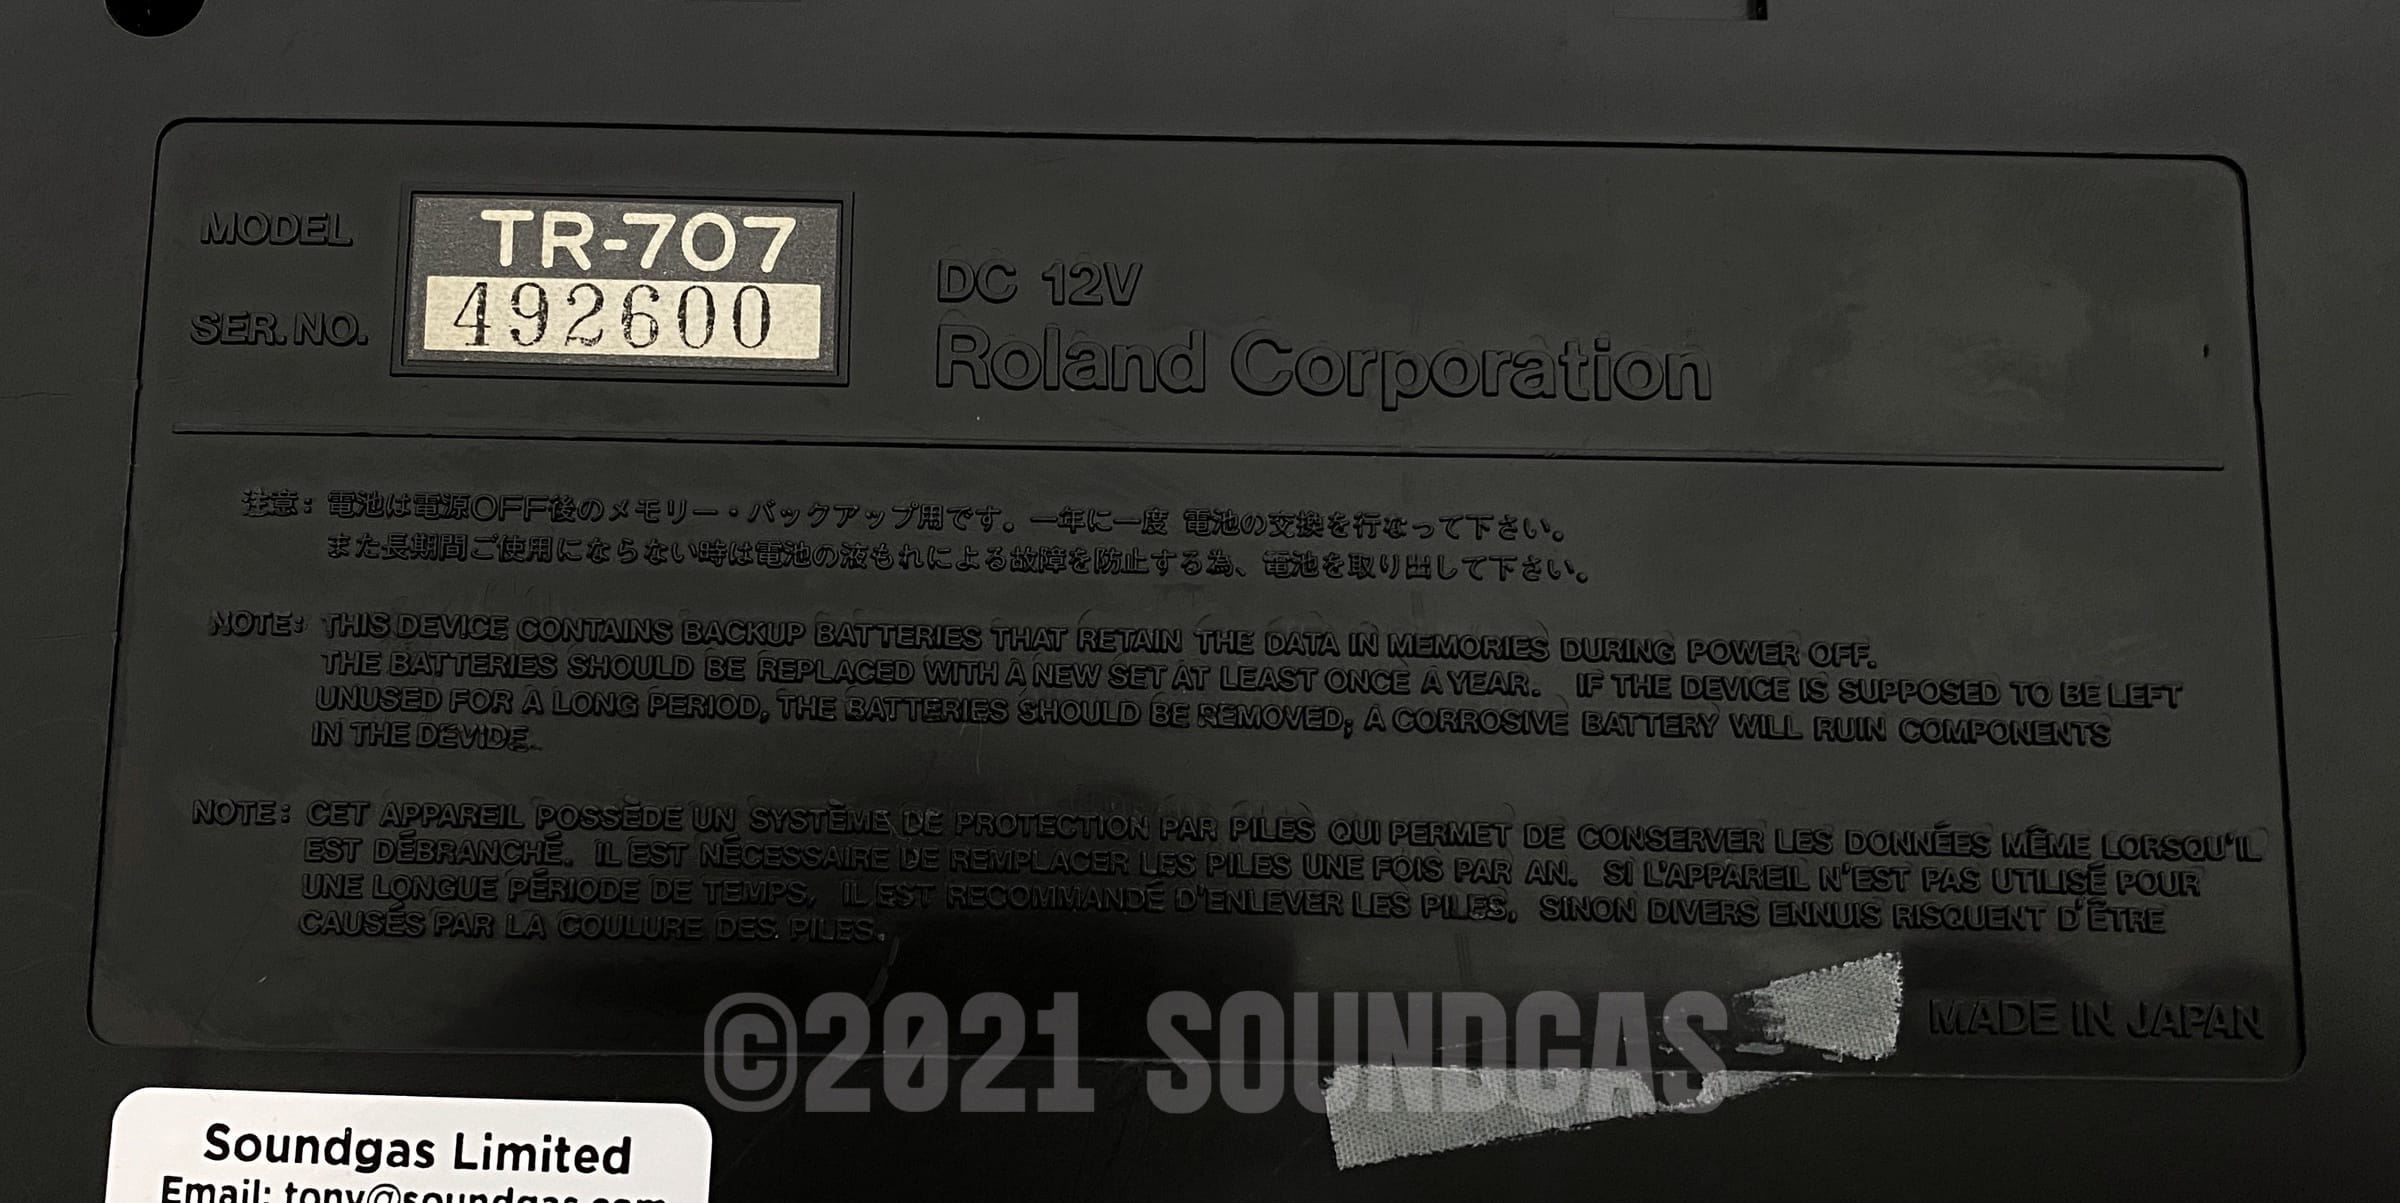 MODEL TR-707
SER. NO. 492600
DC 12V
Roland Corporation
注意: 電池は電源OFF後のメモリー・バックアップ用です。一年に一度 電池の交換を行なって下さい。
また長期間ご使用にならない時は電池の液もれによる故障を防止する為、電池を取り出して下さい。
NOTE: THIS DEVICE CONTAINS BACKUP BATTERIES THAT RETAIN THE DATA IN MEMORIES DURING POWER OFF.
THE BATTERIES SHOULD BE REPLACED WITH A NEW SET AT LEAST ONCE A YEAR. IF THE DEVICE IS SUPPOSED TO BE LEFT
UNUSED FOR A LONG PERIOD, THE BATTERIES SHOULD BE REMOVED; A CORROSIVE BATTERY WILL RUIN COMPONENTS
IN THE DEVIDE.
NOTE: CET APPAREIL POSSÈDE UN SYSTÈME DE PROTECTION PAR PILES QUI PERMET DE CONSERVER LES DONNÉES MÊME LORSQU'IL
EST DÉBRANCHÉ. IL EST NÉCESSAIRE DE REMPLACER LES PILES UNE FOIS PAR AN. SI L'APPAREIL N'EST PAS UTILISÉ POUR
UNE LONGUE PÉRIODE DE TEMPS, IL EST RECOMMANDÉ D'ENLEVER LES PILES, SINON DIVERS ENNUIS RISQUENT D'ÊTRE
CAUSÉS PAR LA COULURE DES PILES.
MADE IN JAPAN
©2021 SOUNDGAS
Soundgas Limited
Email: tony@soundgas.com